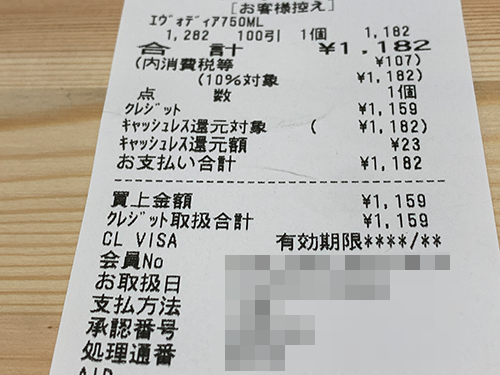 [お客様控え]
ｴｳﾞｫﾃﾞｨｱ750ML
1,282 100引 1個 1,182
合計 ¥1,182
(内消費税等 ¥107)
(10%対象 ¥1,182)
点数 1個
ｸﾚｼﾞｯﾄ ¥1,159
ｷｬｯｼｭﾚｽ還元対象 ( ¥1,182)
ｷｬｯｼｭﾚｽ還元額 ¥23
お支払い合計 ¥1,182
買上金額 ¥1,159
ｸﾚｼﾞｯﾄ取扱合計 ¥1,159
CL VISA 有効期限****/**
会員No
お取扱日
支払方法
承認番号
処理通番
AID